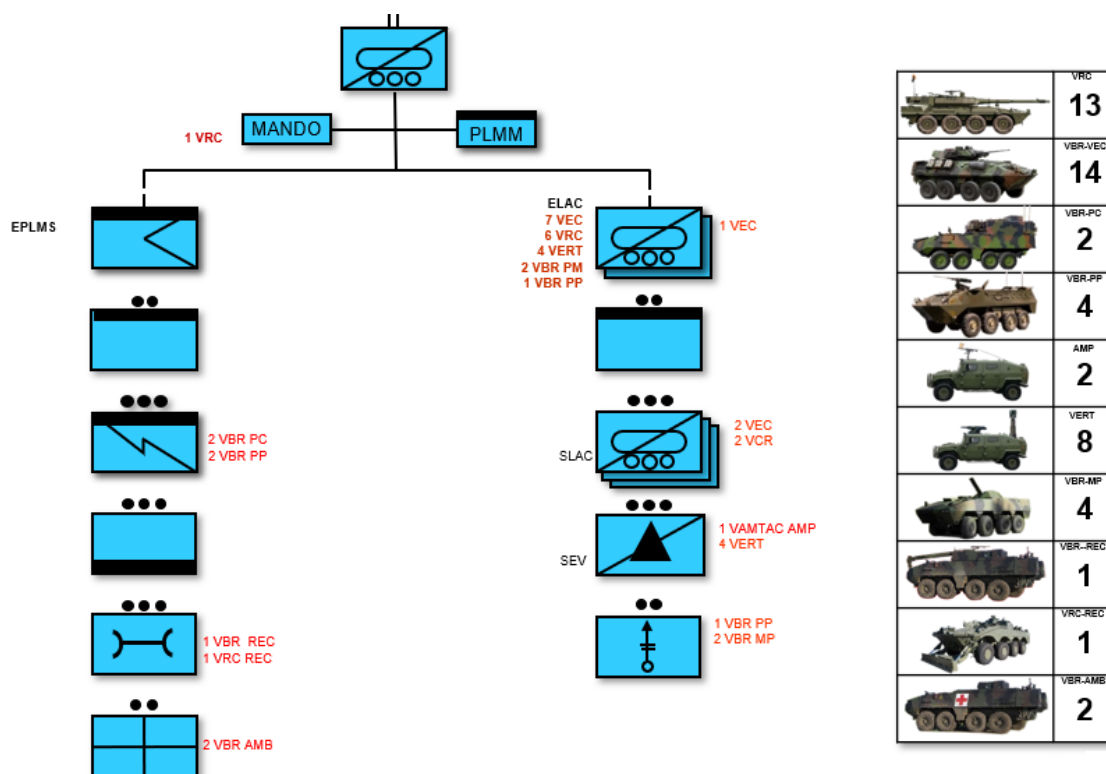 1 VRC
MANDO
PLMM
EPLMS
2 VBR PC
2 VBR PP
1 VBR REC
1 VRC REC
2 VBR AMB
ELAC
7 VEC
6 VRC
4 VERT
2 VBR PM
1 VBR PP
1 VEC
SLAC
2 VEC
2 VCR
SEV
1 VAMTAC AMP
4 VERT
1 VBR PP
2 VBR MP
VRC
13
VBR-VEC
14
VBR-PC
2
VBR-PP
4
AMP
2
VERT
8
VBR-MP
4
VBR--REC
1
VRC-REC
1
VBR-AMB
2